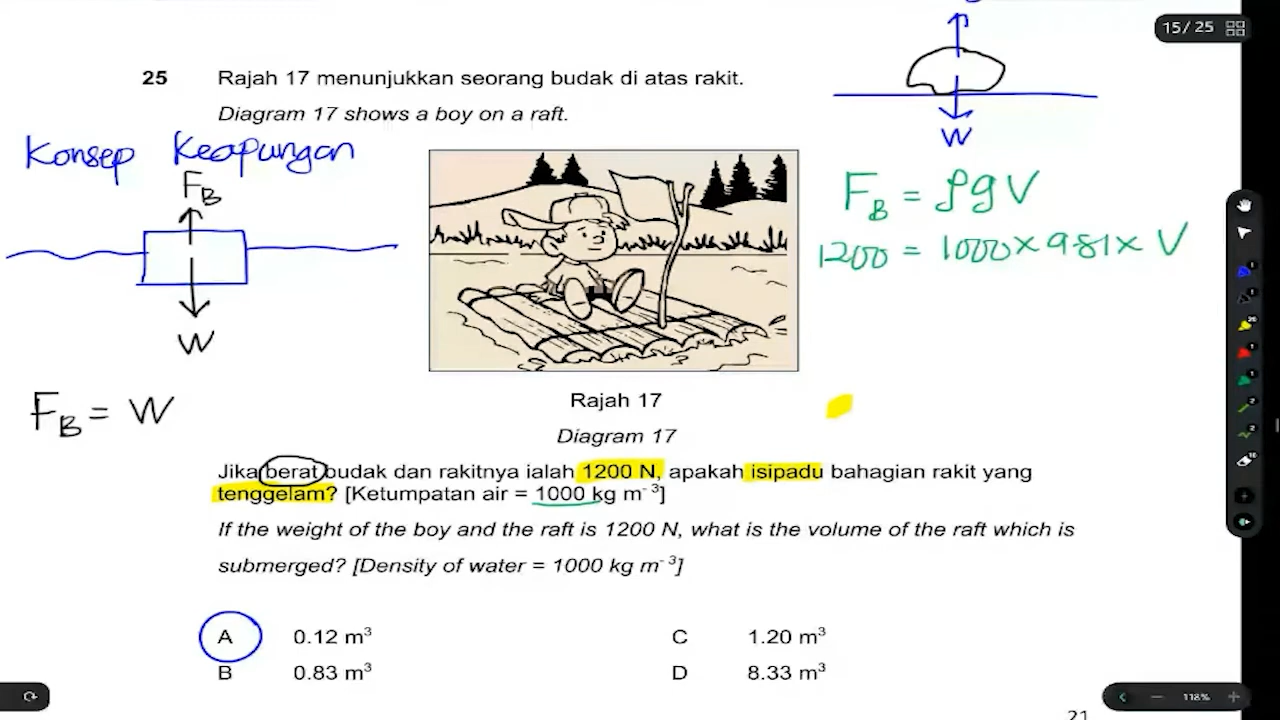 15/ 25
25 Rajah 17 menunjukkan seorang budak di atas rakit.
Diagram 17 shows a boy on a raft.
Konsep Keapungan
F_B
W
F_B = W
W
F_B = ρgV
1200 = 1000 × 981 × V
Rajah 17
Diagram 17
Jika berat budak dan rakitnya ialah 1200 N, apakah isipadu bahagian rakit yang
tenggelam? [Ketumpatan air = 1000 kg m⁻³]
If the weight of the boy and the raft is 1200 N, what is the volume of the raft which is
submerged? [Density of water = 1000 kg m⁻³]
A 0.12 m³
B 0.83 m³
C 1.20 m³
D 8.33 m³
118%
21